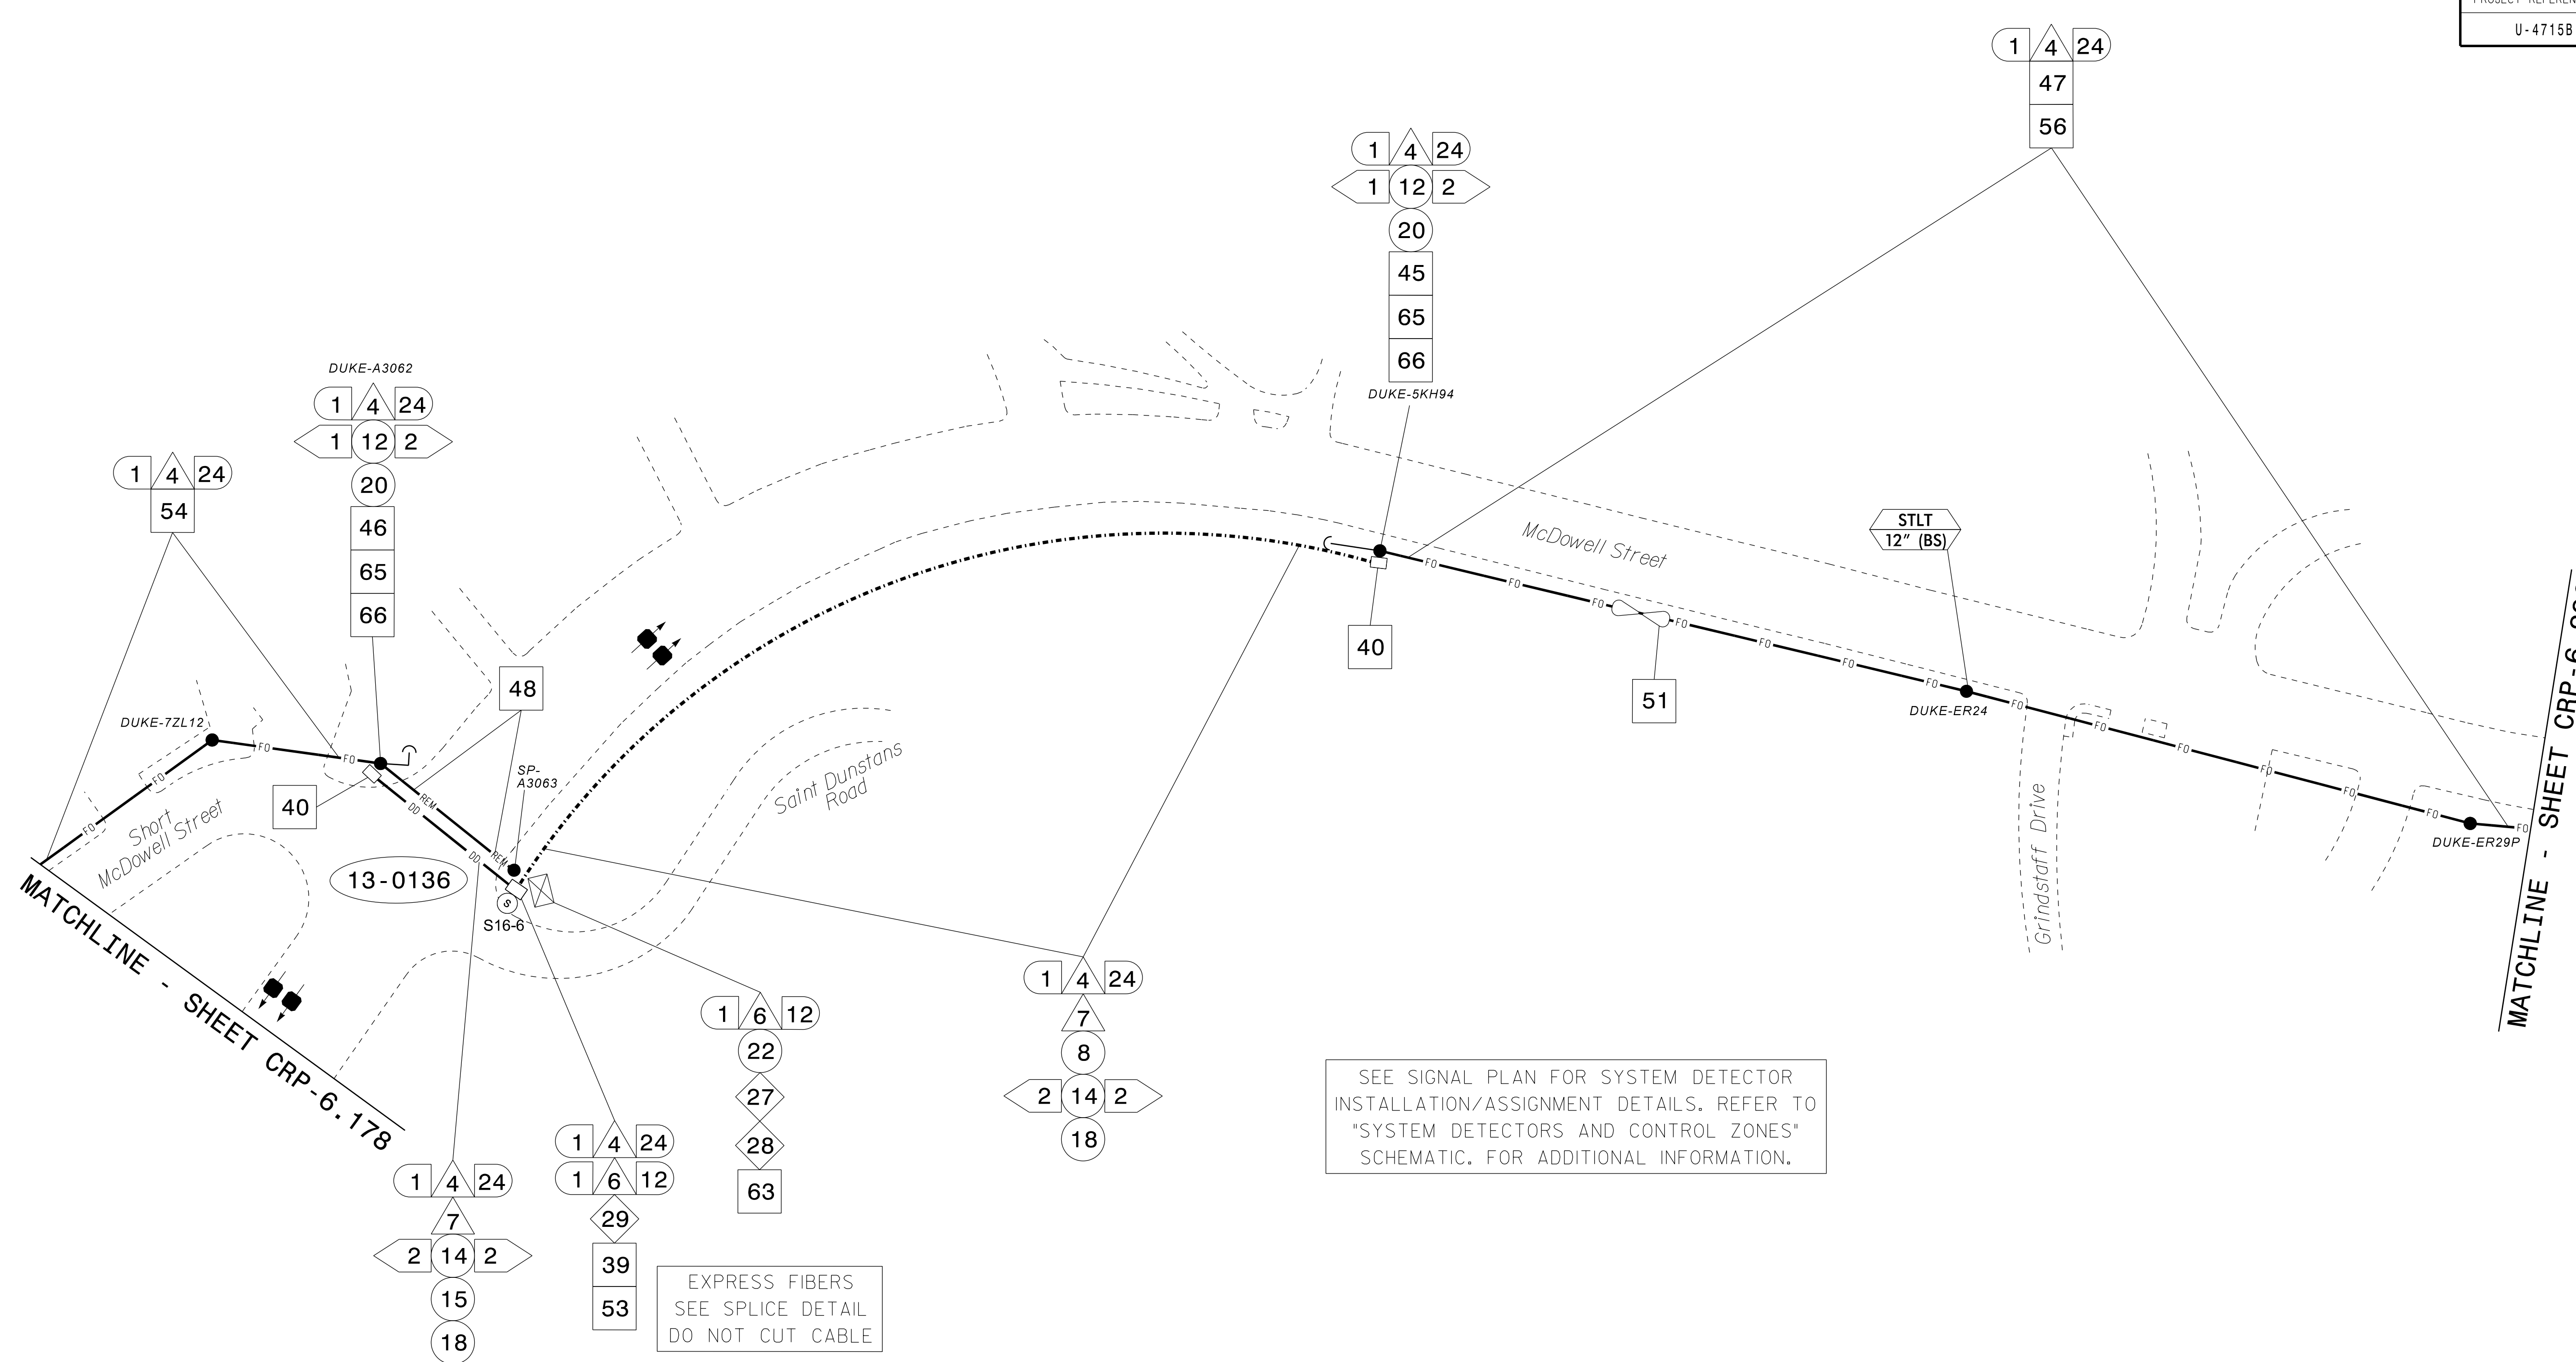 U-4715B
1 4 24
47
56
1 4 24
1 12 2
20
45
65
66
DUKE-5KH94
DUKE-A3062
1 4 24
1 12 2
20
46
65
66
1 4 24
54
48
DUKE-7ZL12
40
SP-
A3063
13-0136
S16-6
Short
McDowell Street
Saint Dunstans
Road
McDowell Street
STLT
12" (BS)
40
51
DUKE-ER24
DUKE-ER29P
Grindstaff Drive
FO
FO
FO
FO
REM
REM
DD
DD
FO
FO
FO
FO
FO
FO
FO
FO
FO
FO
FO
FO
FO
FO
S
MATCHLINE - SHEET CRP-6.178
MATCHLINE - SHEET
1 4 24
7
2 14 2
15
18
1 4 24
1 6 12
29
39
53
1 6 12
22
27
28
63
1 4 24
7
8
2 14 2
18
EXPRESS FIBERS
SEE SPLICE DETAIL
DO NOT CUT CABLE
SEE SIGNAL PLAN FOR SYSTEM DETECTOR
INSTALLATION/ASSIGNMENT DETAILS. REFER TO
"SYSTEM DETECTORS AND CONTROL ZONES"
SCHEMATIC. FOR ADDITIONAL INFORMATION.